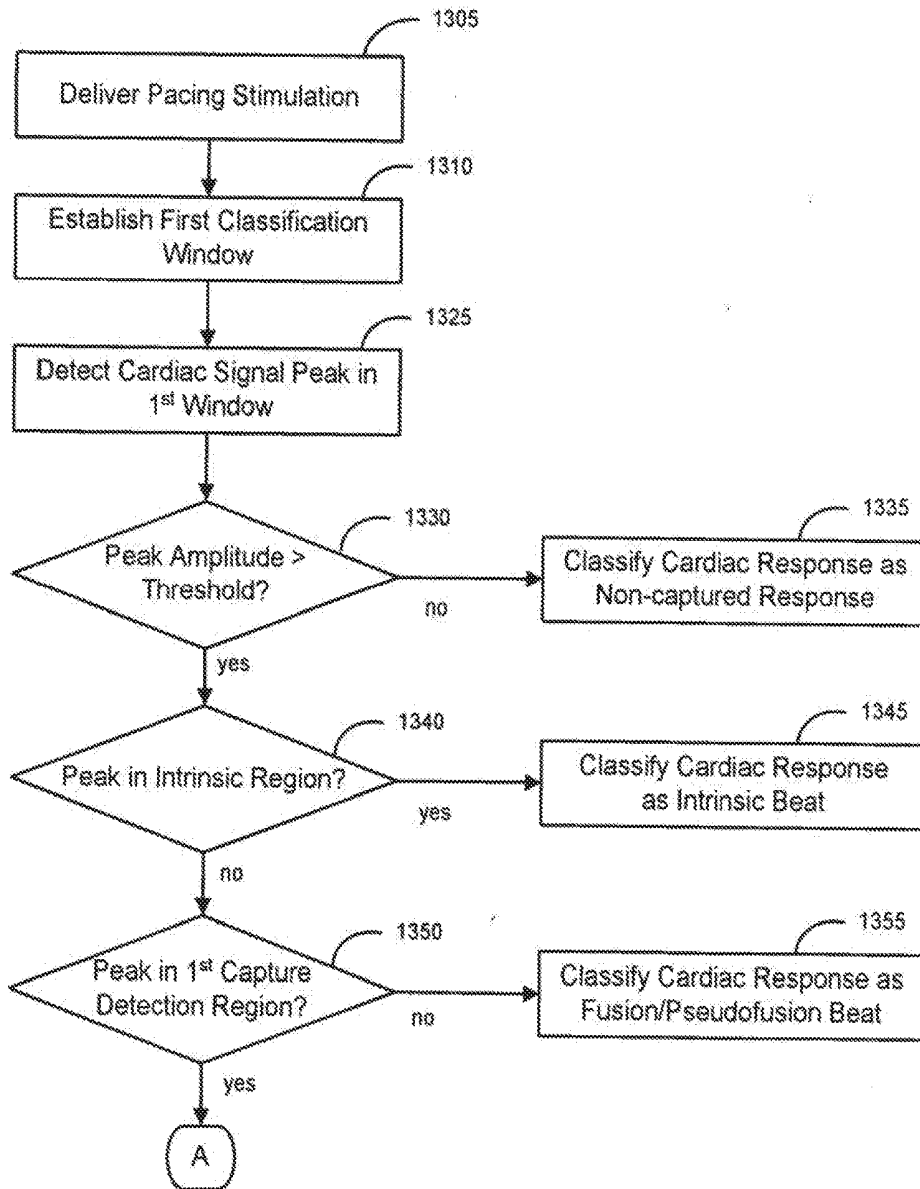 1305
Deliver Pacing Stimulation
1310
Establish First Classification
Window
1325
Detect Cardiac Signal Peak in
1st Window
1330
Peak Amplitude >
Threshold?
no
yes
1335
Classify Cardiac Response as
Non-captured Response
1340
Peak in Intrinsic Region?
yes
no
1345
Classify Cardiac Response
as Intrinsic Beat
1350
Peak in 1st Capture
Detection Region?
no
yes
1355
Classify Cardiac Response as
Fusion/Pseudofusion Beat
A